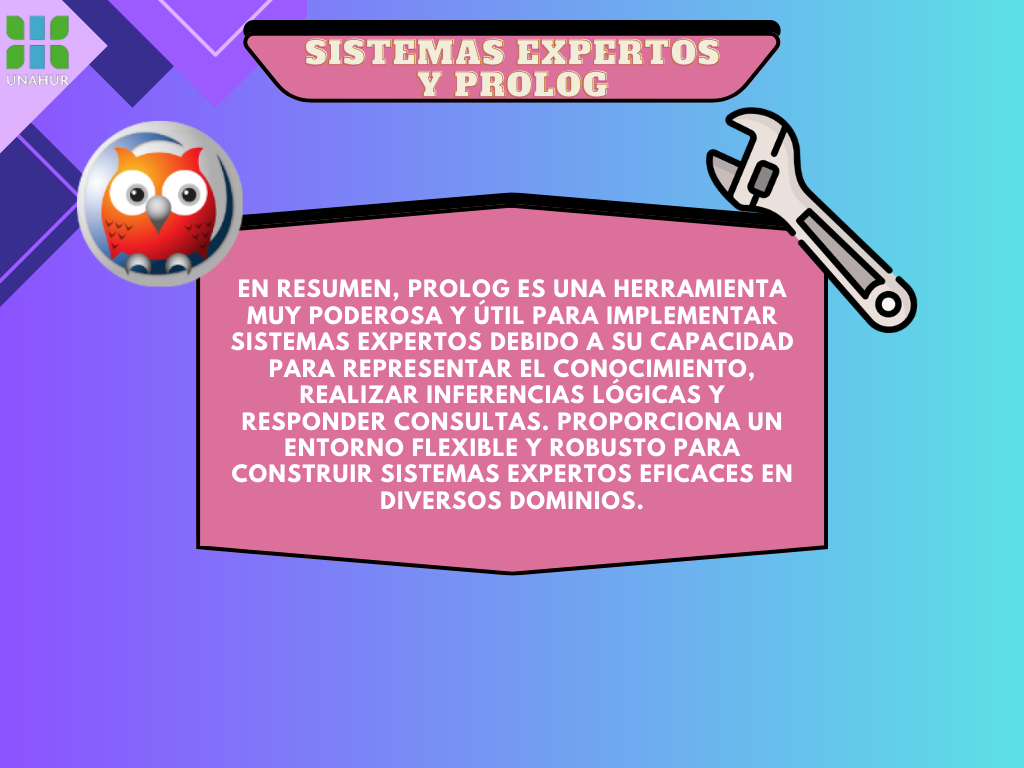 UNAHUR
SISTEMAS EXPERTOS
Y PROLOG
EN RESUMEN, PROLOG ES UNA HERRAMIENTA
MUY PODEROSA Y ÚTIL PARA IMPLEMENTAR
SISTEMAS EXPERTOS DEBIDO A SU CAPACIDAD
PARA REPRESENTAR EL CONOCIMIENTO,
REALIZAR INFERENCIAS LÓGICAS Y
RESPONDER CONSULTAS. PROPORCIONA UN
ENTORNO FLEXIBLE Y ROBUSTO PARA
CONSTRUIR SISTEMAS EXPERTOS EFICACES EN
DIVERSOS DOMINIOS.